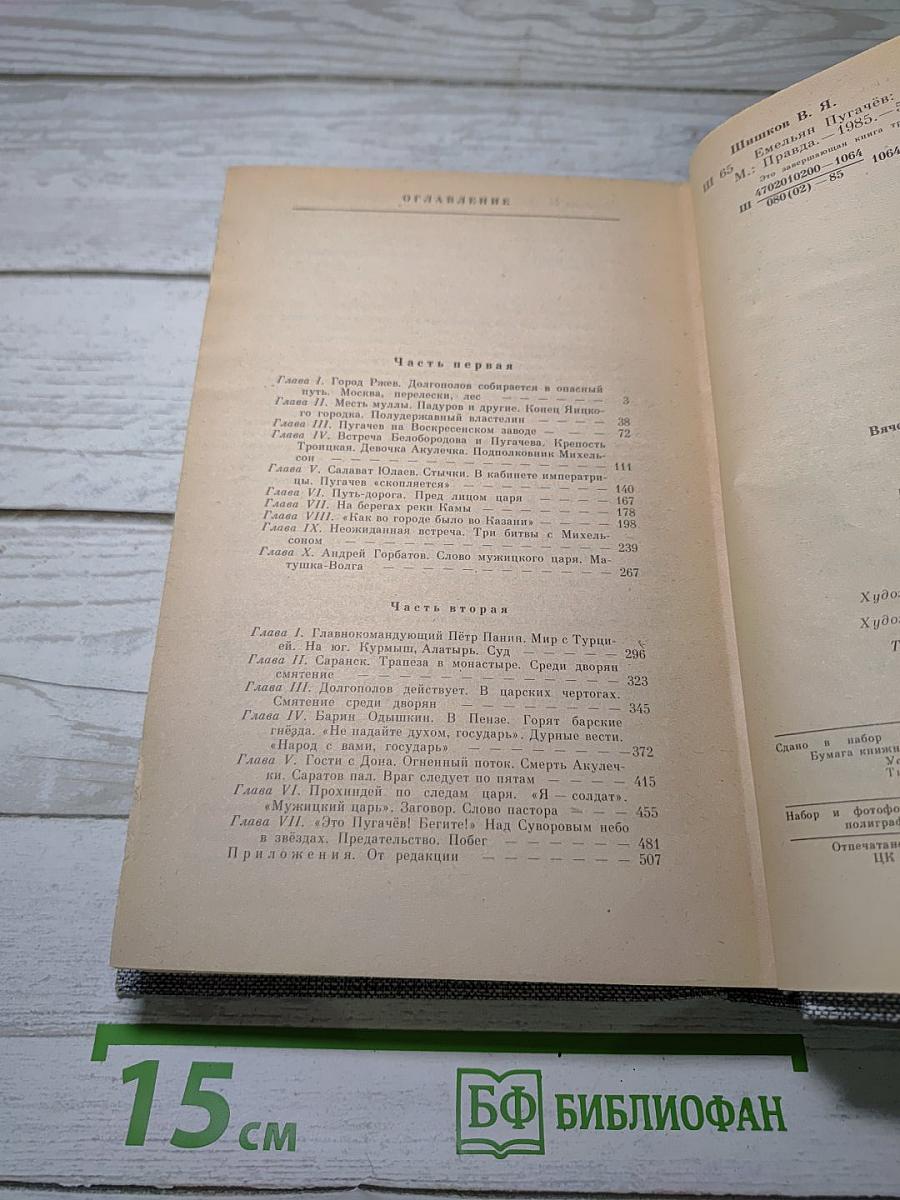 ОГЛАВЛЕНИЕ
Часть первая
Глава I. Город Ржев. Долгополов собирается в опасный
путь. Москва, перелески, лес — — — — — — 3
Глава II. Месть муллы. Падуров и другие. Конец Яицко-
го городка. Полудержавный властелин — — — — 38
Глава III. Пугачев на Воскресенском заводе — — — — 72
Глава IV. Встреча Белобородова и Пугачева. Крепость
Троицкая. Девочка Акулечка. Подполковник Михель-
сон — — — — — — — — — — — — 111
Глава V. Салават Юлаев. Стычки. В кабинете императри-
цы. Пугачев «скопляется» — — — — — — — 140
Глава VI. Путь-дорога. Пред лицом царя — — — — 167
Глава VII. На берегах реки Камы — — — — — — 178
Глава VIII. «Как во городе было во Казани» — — — — 198
Глава IX. Неожиданная встреча. Три битвы с Михель-
соном — — — — — — — — — — — 239
Глава X. Андрей Горбатов. Слово мужицкого царя. Ма-
тушка-Волга — — — — — — — — — — 267
Часть вторая
Глава I. Главнокомандующий Пётр Панин. Мир с Турци-
ей. На юг. Курмыш, Алатырь. Суд — — — — — 296
Глава II. Саранск. Трапеза в монастыре. Среди дворян
смятение — — — — — — — — — — — 323
Глава III. Долгополов действует. В царских чертогах.
Смятение среди дворян — — — — — — — 345
Глава IV. Барин Одышкин. В Пензе. Горят барские
гнёзда. «Не падайте духом, государь». Дурные вести.
«Народ с вами, государь» — — — — — — — 372
Глава V. Гости с Дона. Огненный поток. Смерть Акулеч-
ки. Саратов пал. Враг следует по пятам — — — — 415
Глава VI. Прохиндей по следам царя. «Я — солдат».
«Мужицкий царь». Заговор. Слово пастора — — — 455
Глава VII. «Это Пугачёв! Бегите!» Над Суворовым небо
в звёздах. Предательство. Побег — — — — — — 481
Приложения. От редакции — — — — — — — 507
Шишков В. Я.
Ш 65 Емельян Пугачёв:
М.: Правда.—1985.—5
Это завершающая книга тр
Ш 4702010200—1064 1064
080(02)—85
Вяче
Худо
Худо
Т
Сдано в набор
Бумага книжн
Ус
Набор и фотофо
полиграф
Отпечатано
ЦК
15 см
БФ БИБЛИОФАН